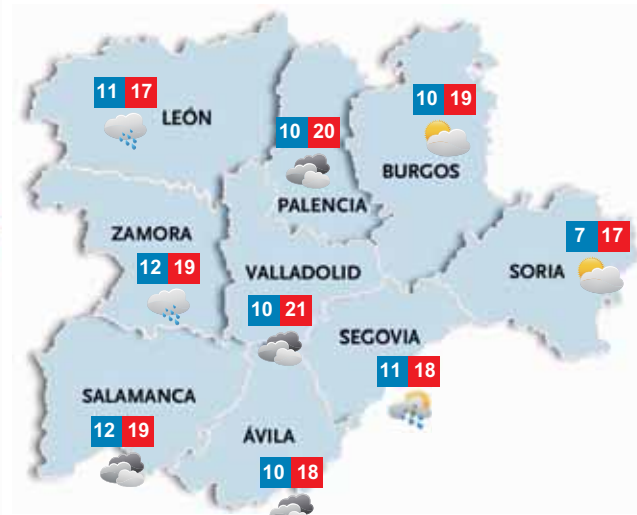 11 17
LEÓN
10 20
PALENCIA
10 19
BURGOS
ZAMORA
12 19
VALLADOLID
10 21
7 17
SORIA
SEGOVIA
11 18
SALAMANCA
12 19
ÁVILA
10 18